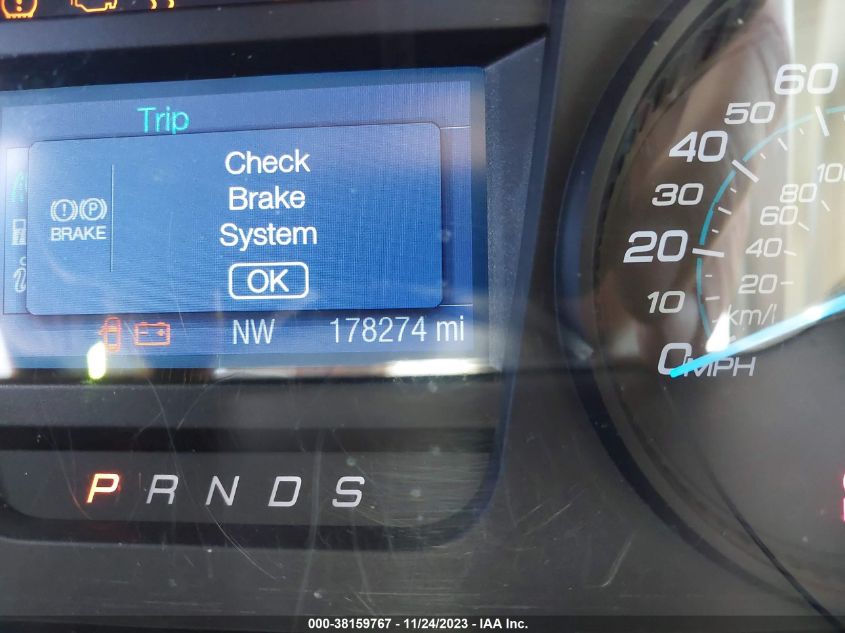 Trip
Check
Brake
System
OK
BRAKE
P
NW 178274 mi
P R N D S
60
50
40
30
20
10
0 MPH
100
80
60
40
20
km/h
000-38159767 - 11/24/2023 - IAA Inc.